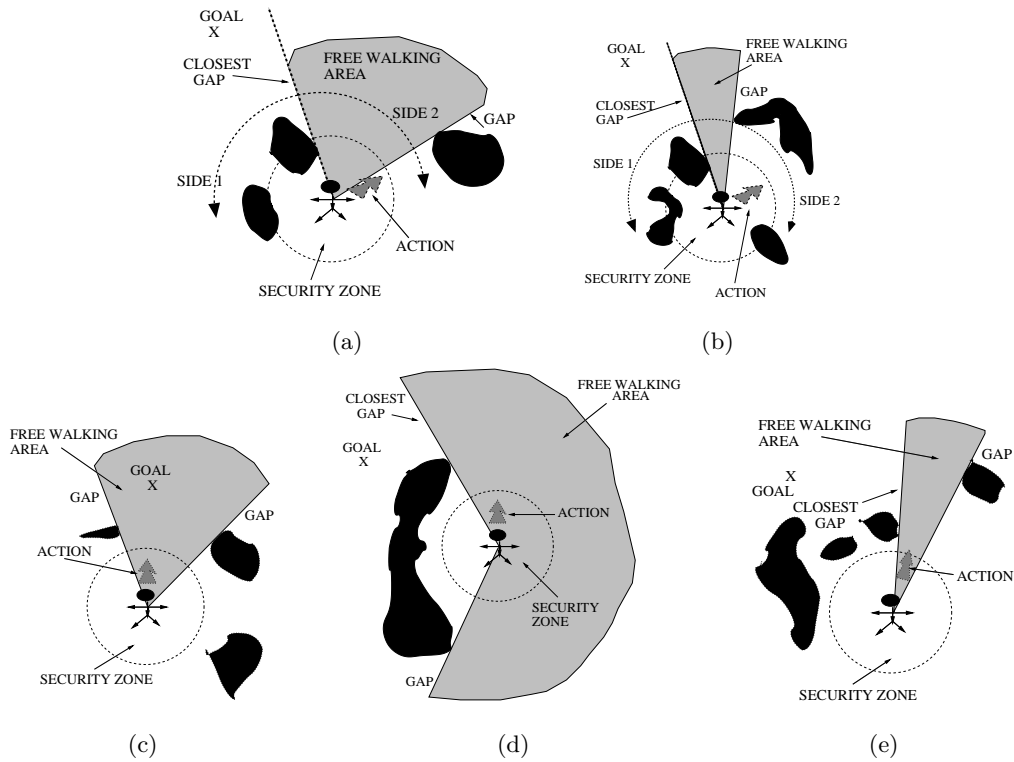 GOAL
X
CLOSEST
GAP
FREE WALKING
AREA
SIDE 2
GAP
SIDE 1
ACTION
SECURITY ZONE
(a)
GOAL
X
FREE WALKING
AREA
GAP
CLOSEST
GAP
SIDE 1
SIDE 2
SECURITY ZONE
ACTION
(b)
FREE WALKING
AREA
GOAL
X
GAP
GAP
ACTION
SECURITY ZONE
(c)
CLOSEST
GAP
FREE WALKING
AREA
GOAL
X
ACTION
SECURITY
ZONE
GAP
(d)
FREE WALKING
AREA
GAP
X
GOAL
CLOSEST
GAP
ACTION
SECURITY ZONE
(e)